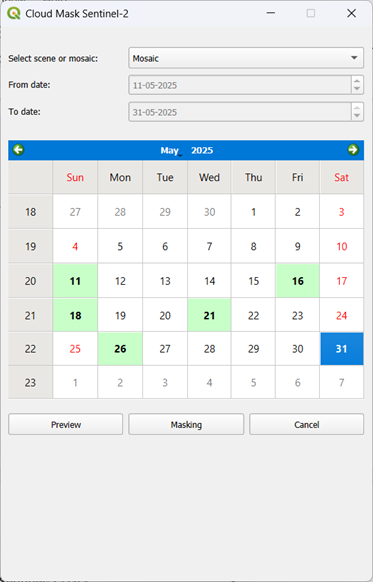 Cloud Mask Sentinel-2
Select scene or mosaic: Mosaic
From date: 11-05-2025
To date: 31-05-2025
May 2025
Sun Mon Tue Wed Thu Fri Sat
18 27 28 29 30 1 2 3
19 4 5 6 7 8 9 10
20 11 12 13 14 15 16 17
21 18 19 20 21 22 23 24
22 25 26 27 28 29 30 31
23 1 2 3 4 5 6 7
Preview Masking Cancel